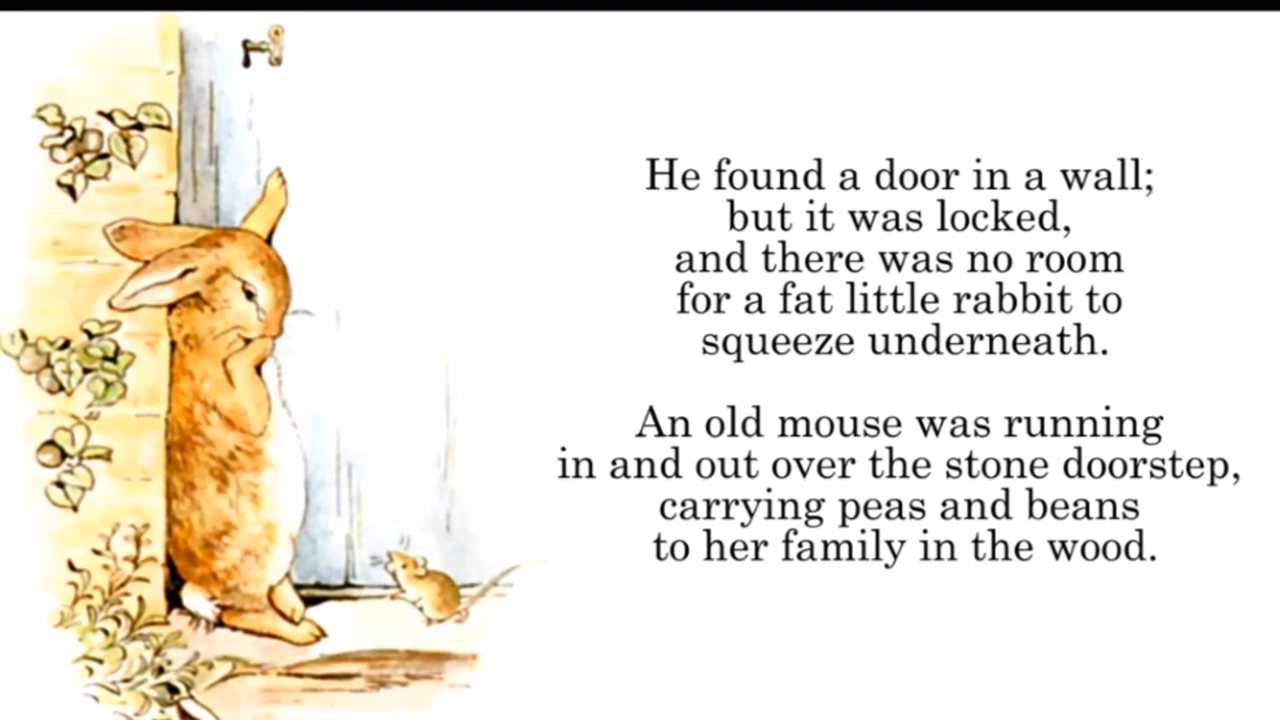 He found a door in a wall;
but it was locked,
and there was no room
for a fat little rabbit to
squeeze underneath.
An old mouse was running
in and out over the stone doorstep,
carrying peas and beans
to her family in the wood.